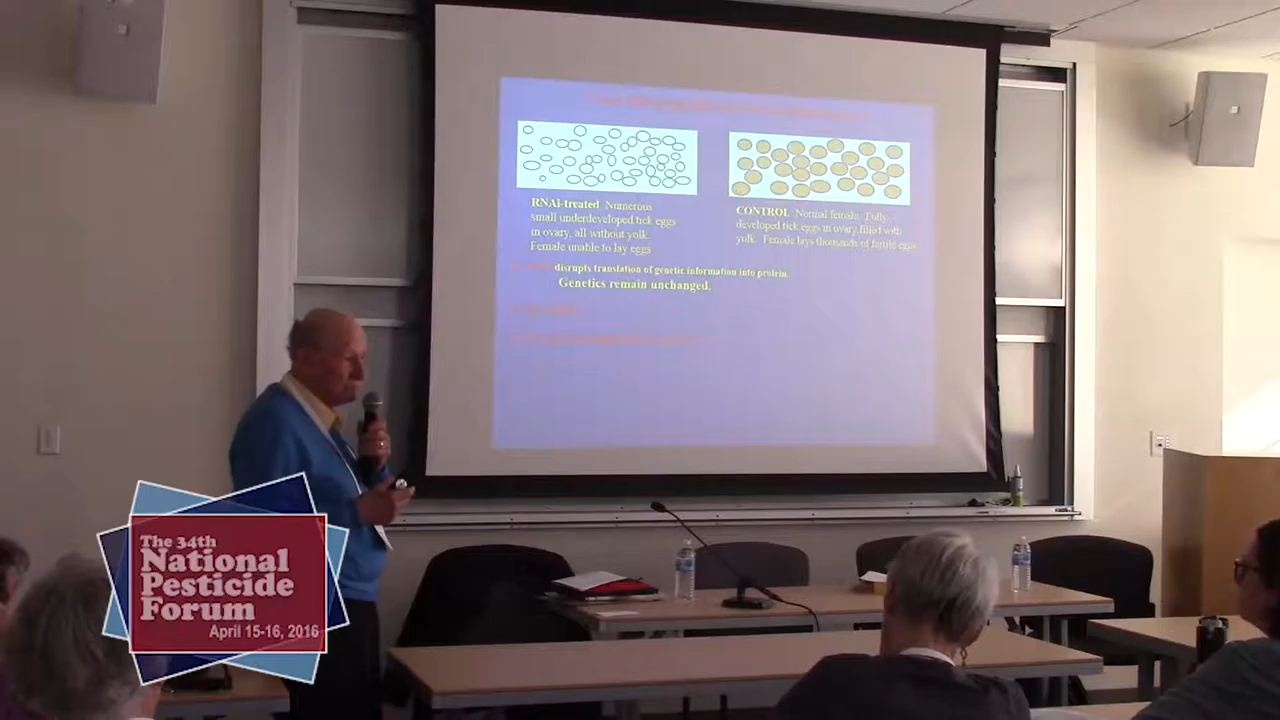 RNAi-treated Numerous
small underdeveloped tick eggs
in ovary, all without yolk.
Female unable to lay eggs
CONTROL Normal female. Fully
developed tick eggs in ovary filled with
yolk. Female lays thousands of fertile eggs
disrupts translation of genetic information into protein.
Genetics remain unchanged.
The 34th
National
Pesticide
Forum
April 15-16, 2016